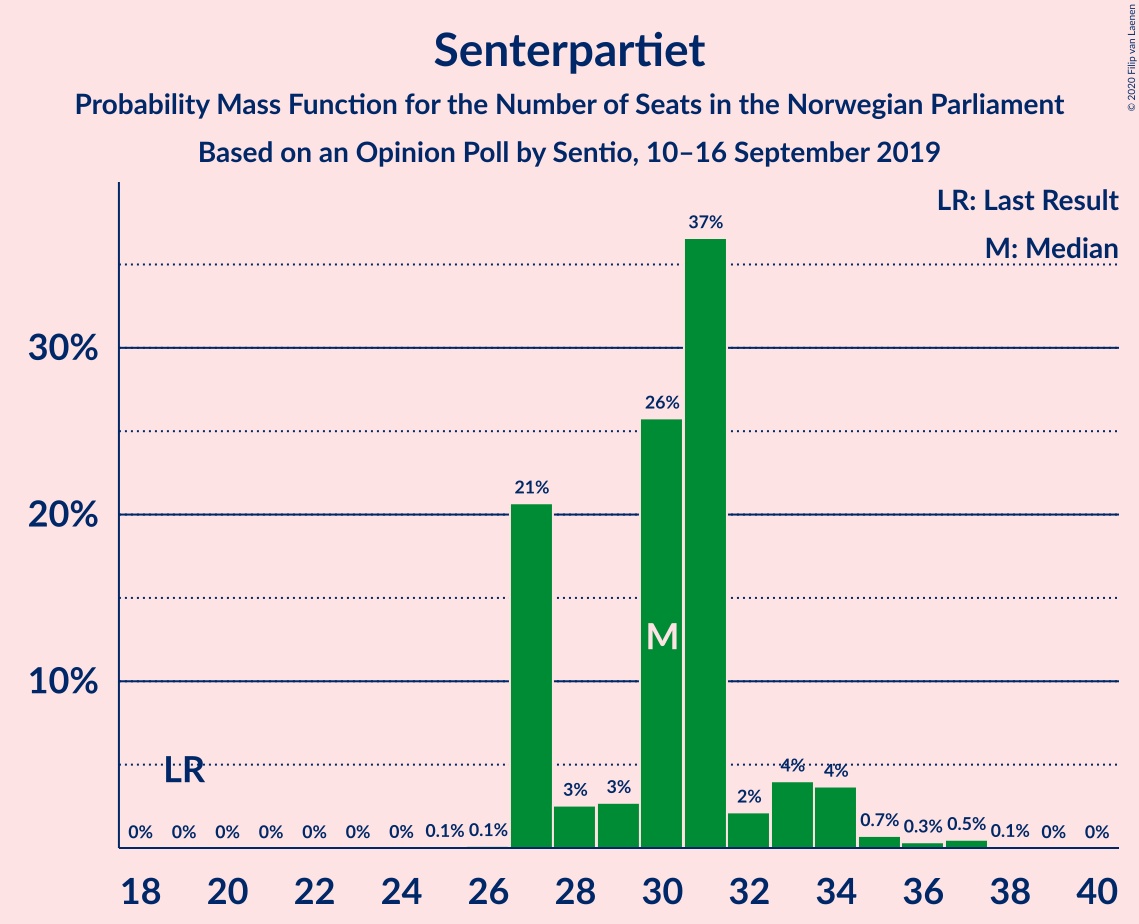 Senterpartiet
Probability Mass Function for the Number of Seats in the Norwegian Parliament
Based on an Opinion Poll by Sentio, 10–16 September 2019
© 2020 Filip van Laenen
LR: Last Result
M: Median
37%
30%
26%
21%
20%
M
10%
LR
0% 0% 0% 0% 0% 0% 0% 0.1% 0.1% 3% 3% 2% 4% 4% 0.7% 0.3% 0.5% 0.1% 0% 0%
18 20 22 24 26 28 30 32 34 36 38 40